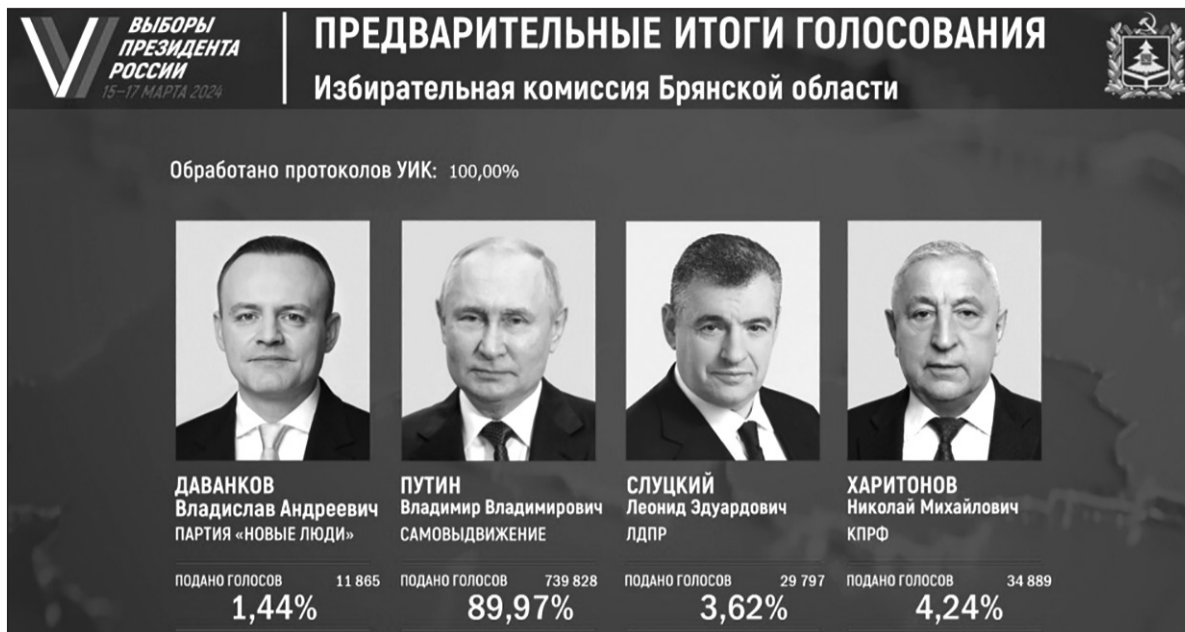 ВЫБОРЫ
ПРЕЗИДЕНТА
РОССИИ
15–17 МАРТА 2024
ПРЕДВАРИТЕЛЬНЫЕ ИТОГИ ГОЛОСОВАНИЯ
Избирательная комиссия Брянской области
Обработано протоколов УИК: 100,00%
ДАВАНКОВ
Владислав Андреевич
ПАРТИЯ «НОВЫЕ ЛЮДИ»
ПОДАНО ГОЛОСОВ 11 865
1,44%
ПУТИН
Владимир Владимирович
САМОВЫДВИЖЕНИЕ
ПОДАНО ГОЛОСОВ 739 828
89,97%
СЛУЦКИЙ
Леонид Эдуардович
ЛДПР
ПОДАНО ГОЛОСОВ 29 797
3,62%
ХАРИТОНОВ
Николай Михайлович
КПРФ
ПОДАНО ГОЛОСОВ 34 889
4,24%